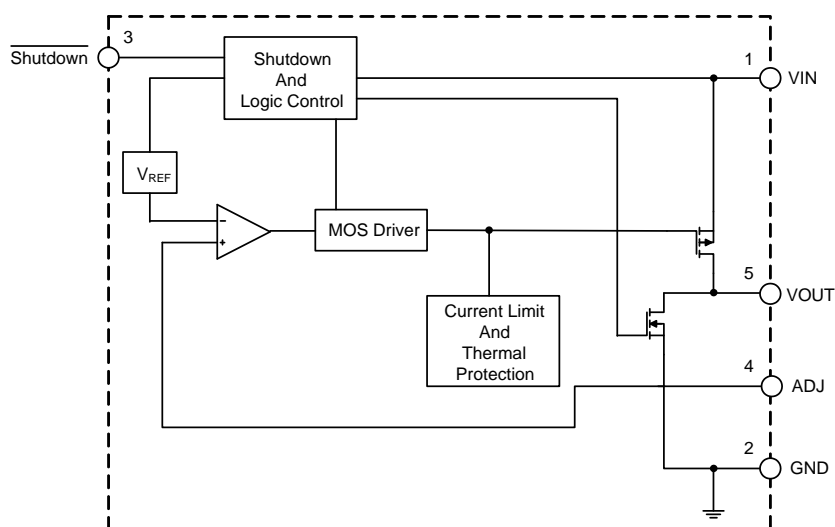 3
Shutdown
Shutdown
And
Logic Control
1
VIN
VREF
−
+
MOS Driver
5
VOUT
Current Limit
And
Thermal
Protection
4
ADJ
2
GND